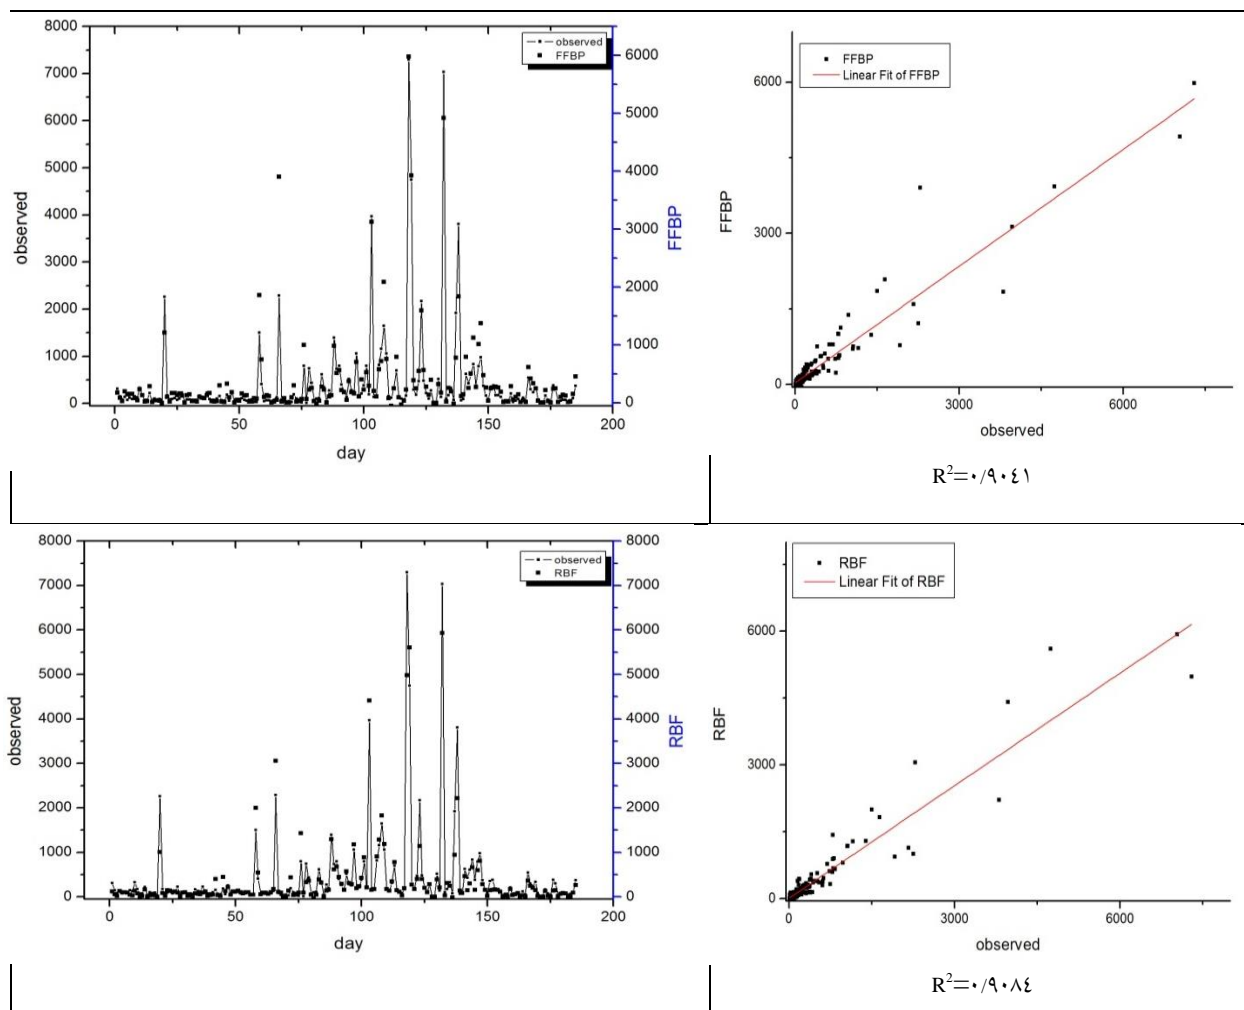 8000
7000
6000
5000
4000
3000
2000
1000
0
observed
0
50
100
150
200
day
6000
5000
4000
3000
2000
1000
0
FFBP
observed
FFBP
FFBP
Linear Fit of FFBP
6000
3000
0
FFBP
0
3000
6000
observed
R²=۰/۹۰٤۱
8000
7000
6000
5000
4000
3000
2000
1000
0
observed
0
50
100
150
200
day
8000
7000
6000
5000
4000
3000
2000
1000
0
RBF
observed
RBF
RBF
Linear Fit of RBF
6000
3000
0
RBF
0
3000
6000
observed
R²=۰/۹۰۸٤